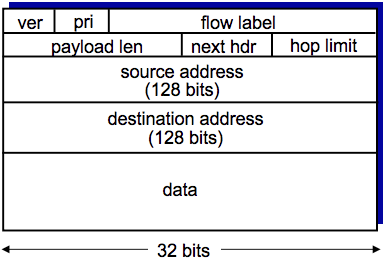 ver pri flow label
payload len next hdr hop limit
source address
(128 bits)
destination address
(128 bits)
data
32 bits